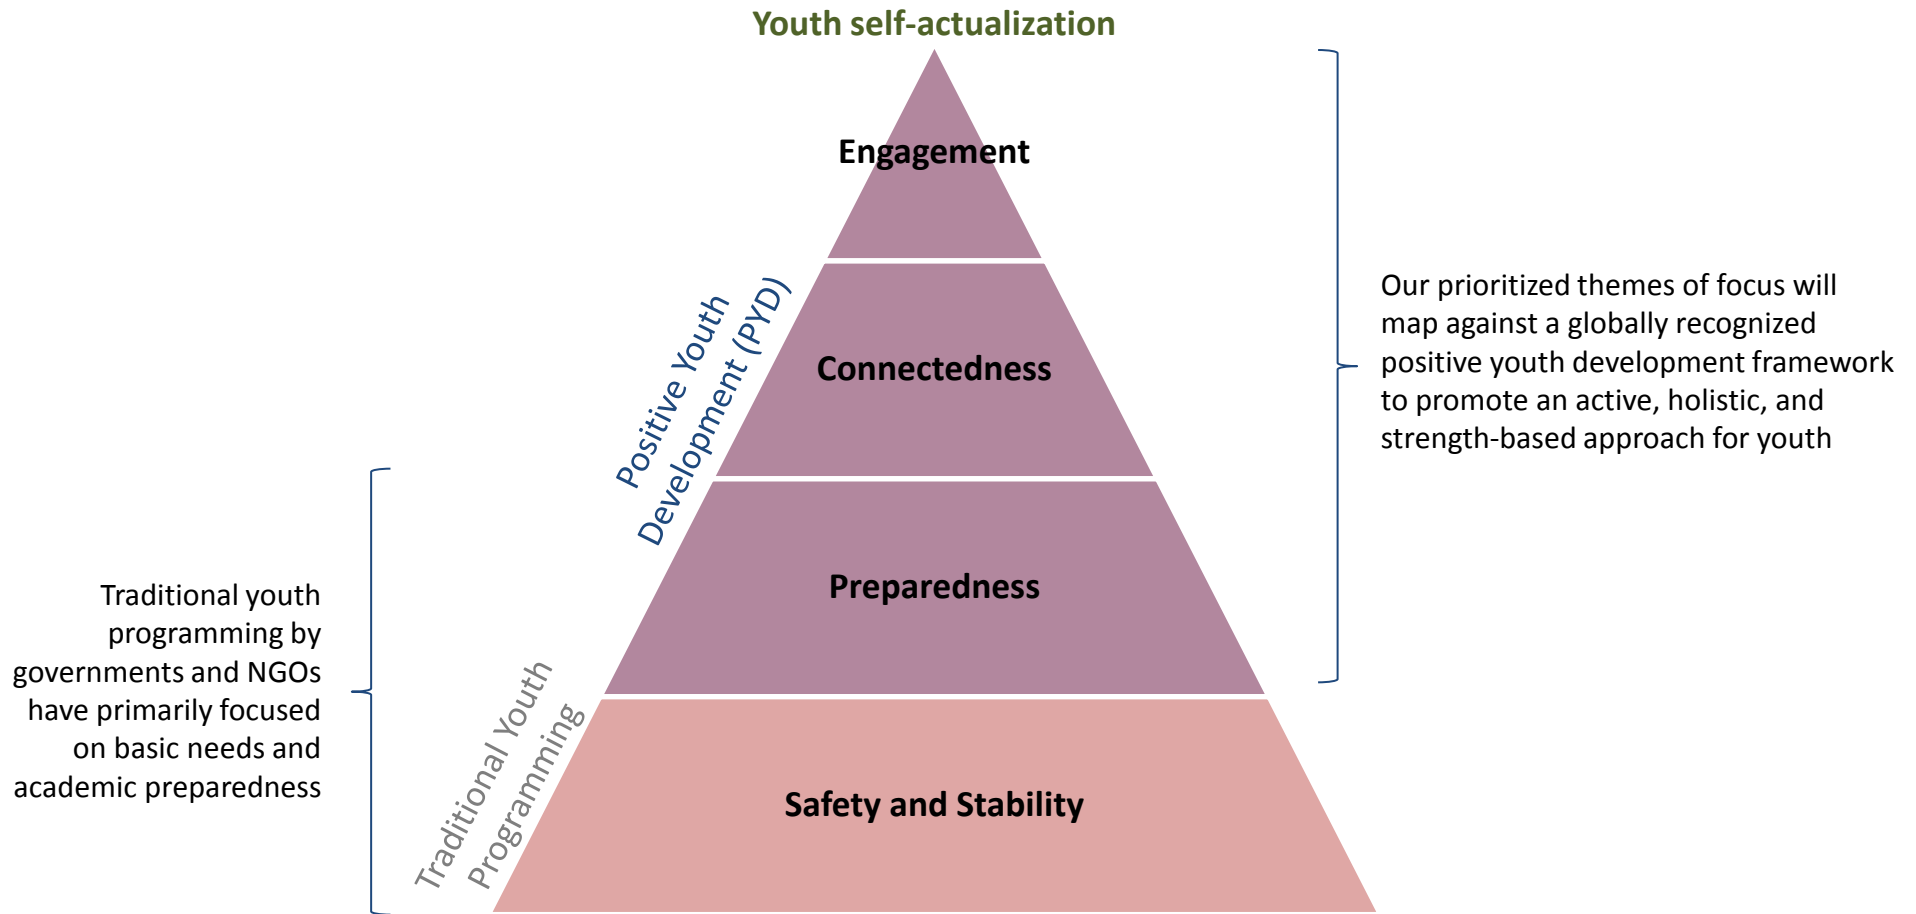 Youth self-actualization
Engagement
Positive Youth
Development (PYD)
Connectedness
Our prioritized themes of focus will
map against a globally recognized
positive youth development framework
to promote an active, holistic, and
strength-based approach for youth
Preparedness
Traditional youth
programming by
governments and NGOs
have primarily focused
on basic needs and
academic preparedness
Traditional Youth
Programming
Safety and Stability